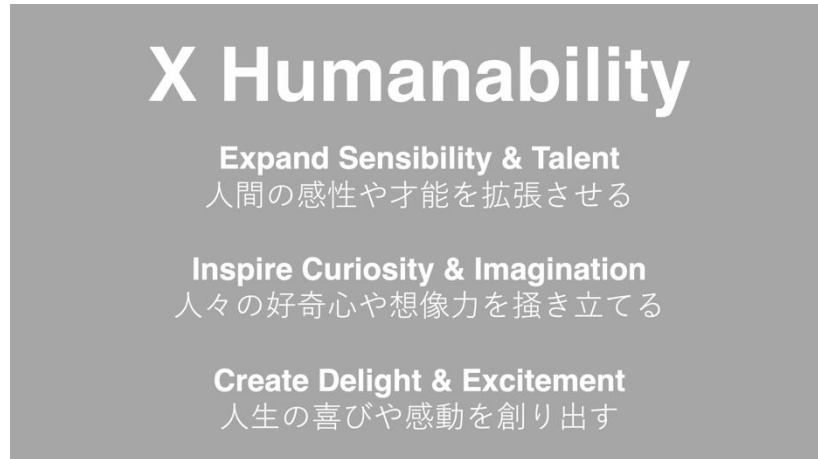 X Humanability
Expand Sensibility & Talent
人間の感性や才能を拡張させる
Inspire Curiosity & Imagination
人々の好奇心や想像力を掻き立てる
Create Delight & Excitement
人生の喜びや感動を創り出す